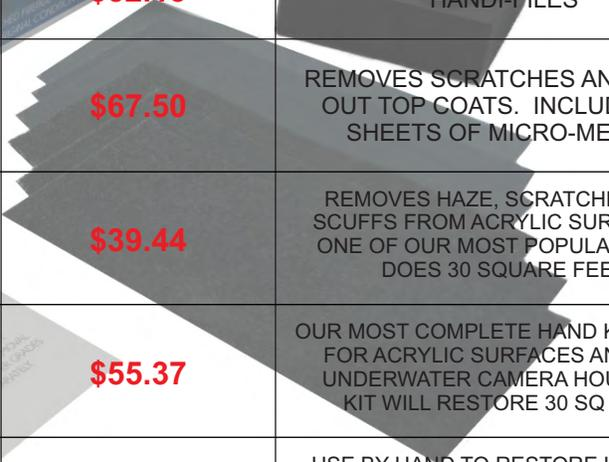 HANDI-FILES
$67.50
REMOVES SCRATCHES AN
OUT TOP COATS. INCLU
SHEETS OF MICRO-ME
$39.44
REMOVES HAZE, SCRATCH
SCUFFS FROM ACRYLIC SUR
ONE OF OUR MOST POPULA
DOES 30 SQUARE FEE
$55.37
OUR MOST COMPLETE HAND K
FOR ACRYLIC SURFACES AN
UNDERWATER CAMERA HOU
KIT WILL RESTORE 30 SQ
USE BY HAND TO RESTORE